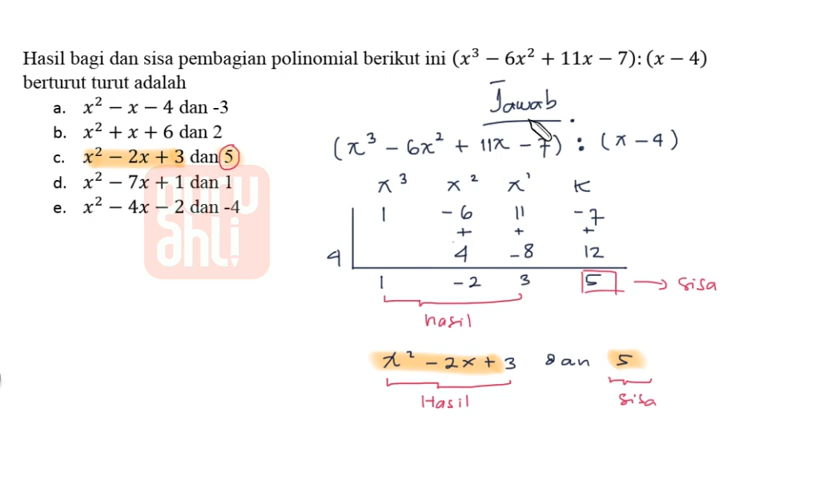 Hasil bagi dan sisa pembagian polinomial berikut ini (x³ − 6x² + 11x − 7): (x − 4)
berturut turut adalah
a. x² − x − 4 dan -3
b. x² + x + 6 dan 2
c. x² − 2x + 3 dan 5
d. x² − 7x + 1 dan 1
e. x² − 4x − 2 dan -4
ahli
Jawab
(x³ − 6x² + 11x − 7) : (x − 4)
x³ x² x¹ K
1 -6 11 -7
+ + +
4 4 -8 12
1 -2 3 5 → Sisa
hasil
x² − 2x + 3 dan 5
Hasil Sisa